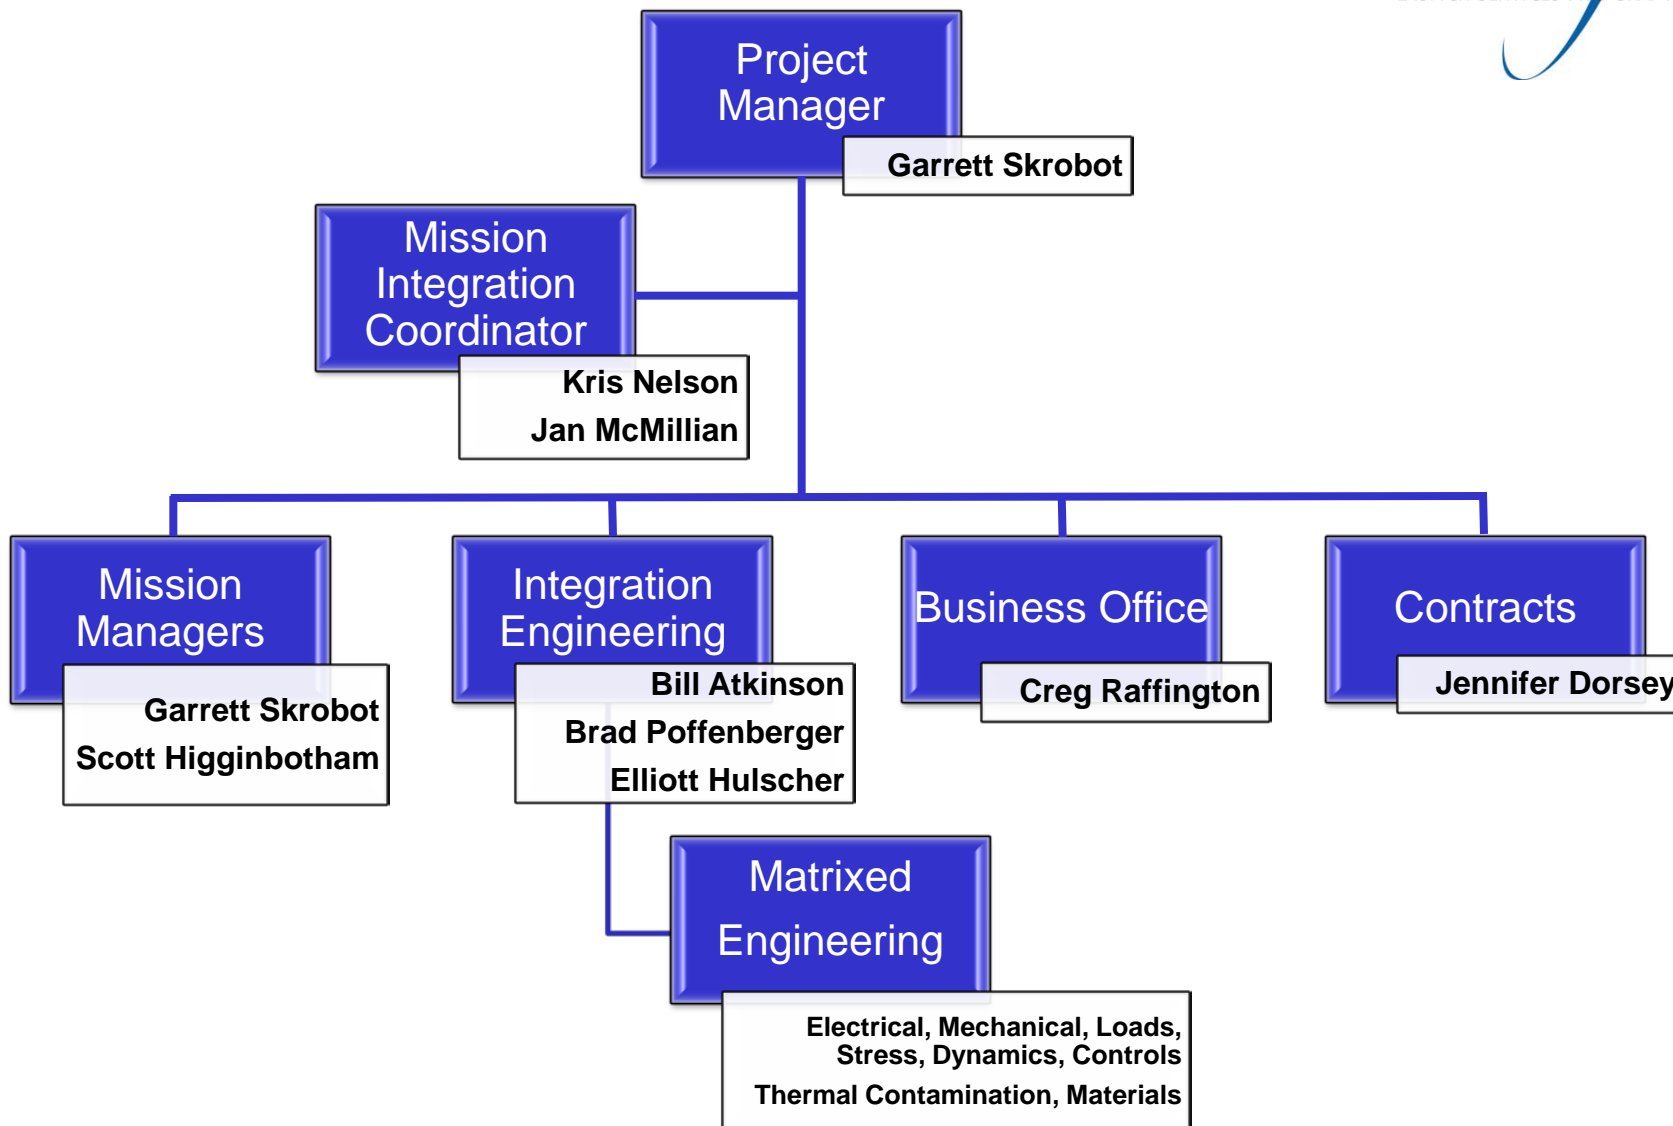 Project
Manager
Garrett Skrobot
Mission
Integration
Coordinator
Kris Nelson
Jan McMillian
Mission
Managers
Garrett Skrobot
Scott Higginbotham
Integration
Engineering
Bill Atkinson
Brad Poffenberger
Elliott Hulscher
Business Office
Creg Raffington
Contracts
Jennifer Dorsey
Matrixed
Engineering
Electrical, Mechanical, Loads,
Stress, Dynamics, Controls
Thermal Contamination, Materials